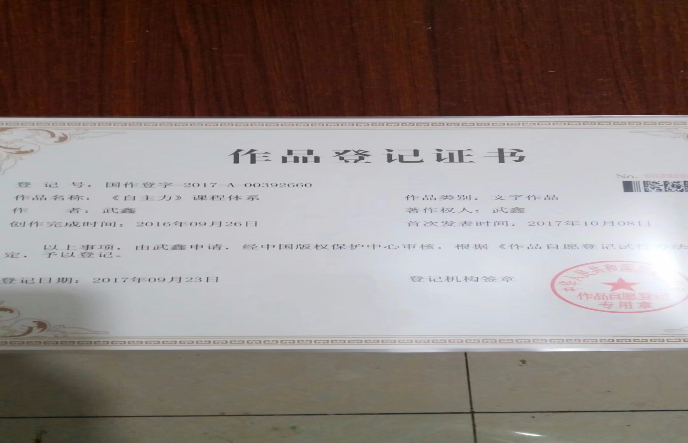 作品登记证书
No.
登 记 号：国作登字-2017-A-00392660
作品名称：《自主力》课程体系 作品类别：文字作品
作 者：武鑫 著作权人：武鑫
创作完成时间：2016年09月26日 首次发表时间：2017年10月08日
以上事项，由武鑫申请，经中国版权保护中心审核，根据《作品自愿登记试行办法
定，予以登记。
登记日期：2017年09月23日 登记机构签章
作品自愿登
专用章